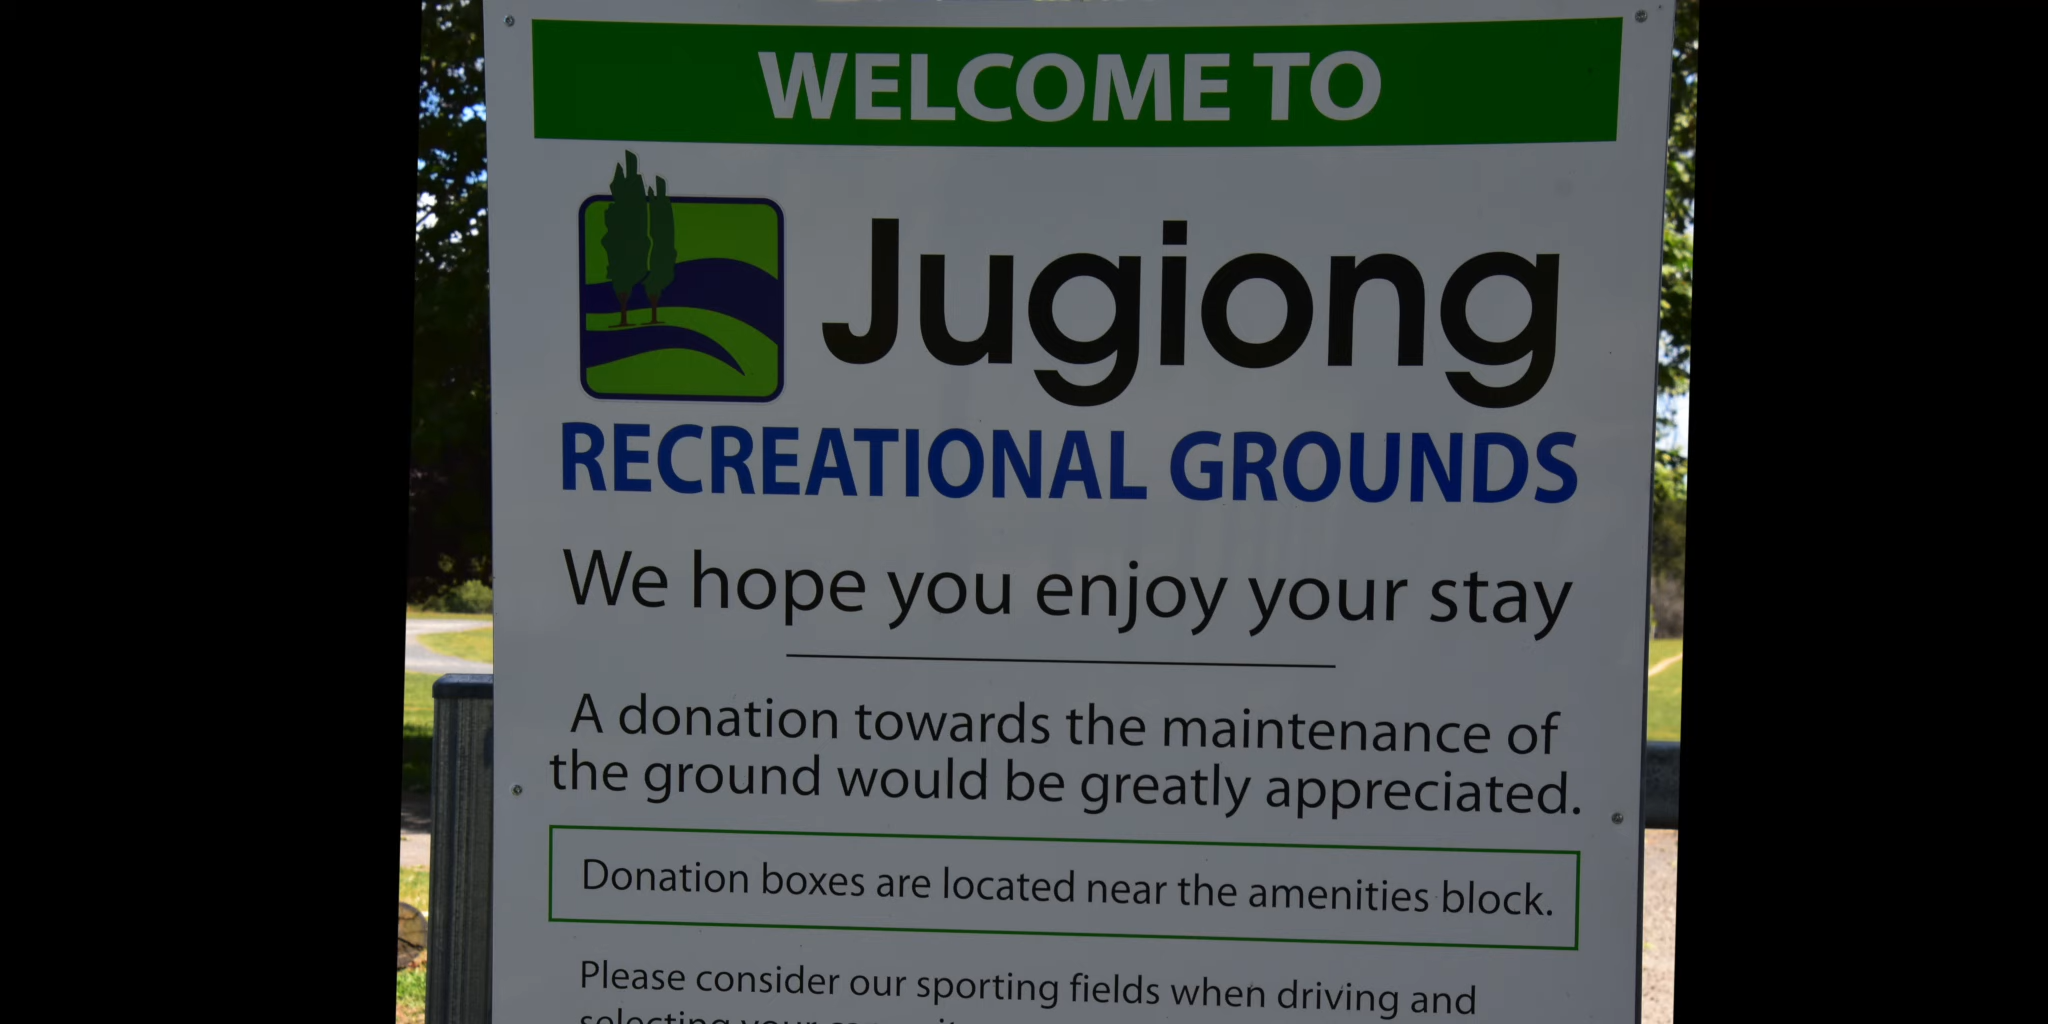 WELCOME TO
Jugiong
RECREATIONAL GROUNDS
We hope you enjoy your stay
A donation towards the maintenance of
the ground would be greatly appreciated.
Donation boxes are located near the amenities block.
Please consider our sporting fields when driving and
selecting your